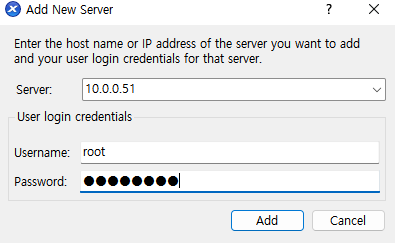 Add New Server
Enter the host name or IP address of the server you want to add
and your user login credentials for that server.
Server: 10.0.0.51
User login credentials
Username: root
Password: ●●●●●●●●
Add Cancel